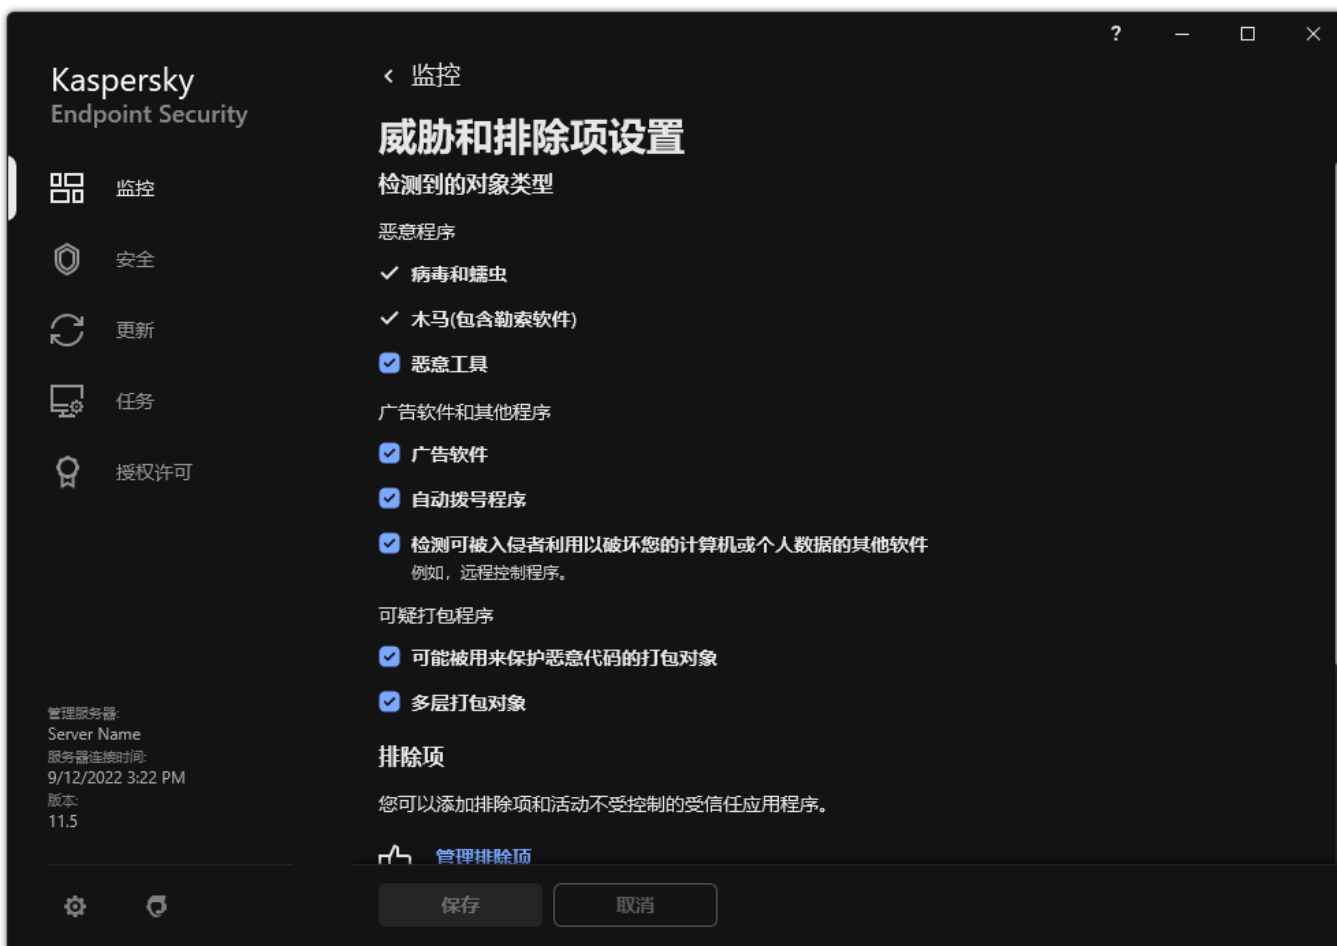 ?
Kaspersky
Endpoint Security
监控
安全
更新
任务
授权许可
管理服务器:
Server Name
服务器连接时间:
9/12/2022 3:22 PM
版本:
11.5
监控
威胁和排除项设置
检测到的对象类型
恶意程序
病毒和蠕虫
木马(包含勒索软件)
恶意工具
广告软件和其他程序
广告软件
自动拨号程序
检测可被入侵者利用以破坏您的计算机或个人数据的其他软件
例如，远程控制程序。
可疑打包程序
可能被用来保护恶意代码的打包对象
多层打包对象
排除项
您可以添加排除项和活动不受控制的受信任应用程序。
管理排除项
保存
取消